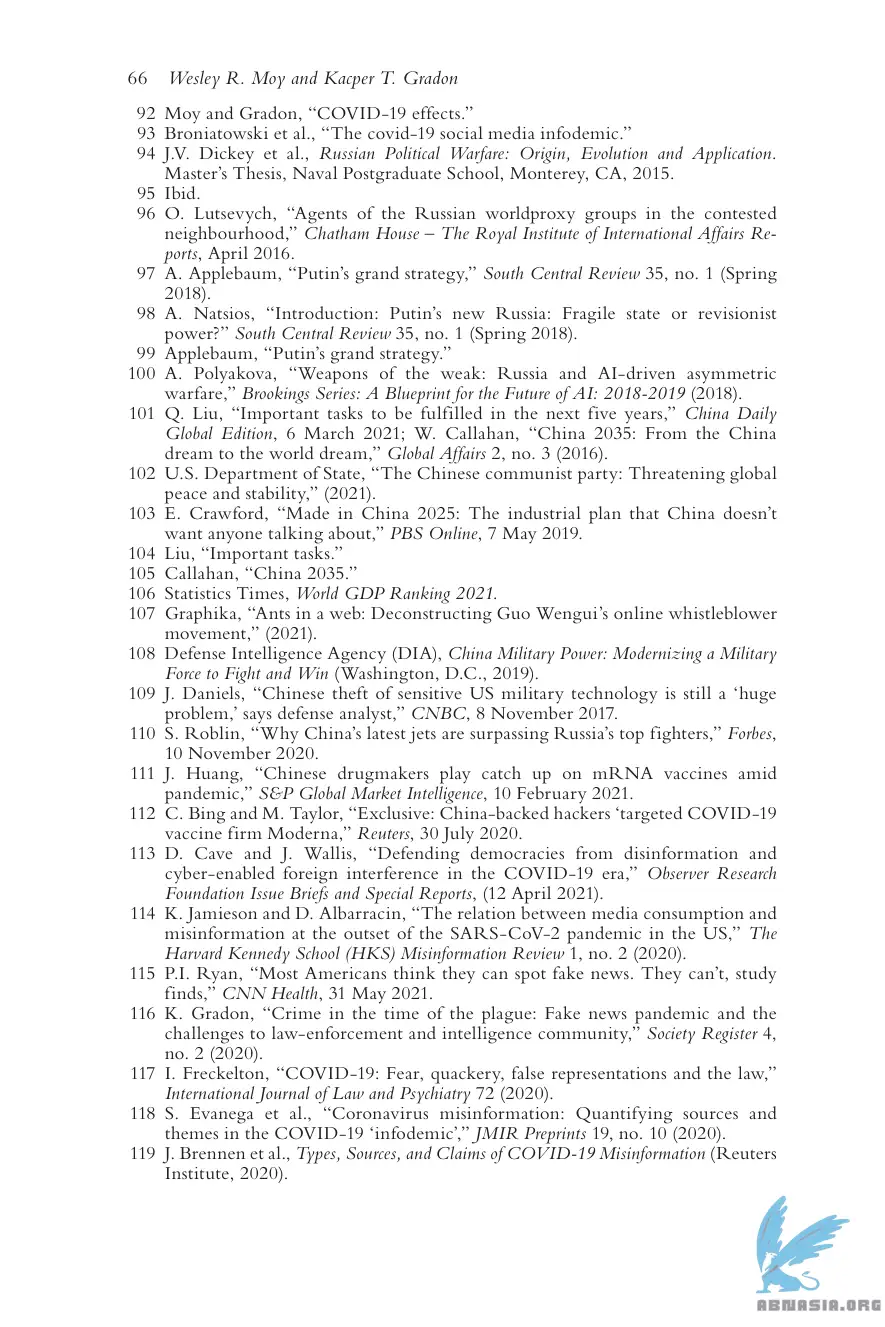 66 Wesley R. Moy and Kacper T. Gradon
92 Moy and Gradon, “COVID-19 effects.”
93 Broniatowski et al., “The covid-19 social media infodemic.”
94 J.V. Dickey et al., Russian Political Warfare: Origin, Evolution and Application.
Master’s Thesis, Naval Postgraduate School, Monterey, CA, 2015.
95 Ibid.
96 O. Lutsevych, “Agents of the Russian worldproxy groups in the contested
neighbourhood,” Chatham House – The Royal Institute of International Affairs Re-
ports, April 2016.
97 A. Applebaum, “Putin’s grand strategy,” South Central Review 35, no. 1 (Spring
2018).
98 A. Natsios, “Introduction: Putin’s new Russia: Fragile state or revisionist
power?” South Central Review 35, no. 1 (Spring 2018).
99 Applebaum, “Putin’s grand strategy.”
100 A. Polyakova, “Weapons of the weak: Russia and AI-driven asymmetric
warfare,” Brookings Series: A Blueprint for the Future of AI: 2018-2019 (2018).
101 Q. Liu, “Important tasks to be fulfilled in the next five years,” China Daily
Global Edition, 6 March 2021; W. Callahan, “China 2035: From the China
dream to the world dream,” Global Affairs 2, no. 3 (2016).
102 U.S. Department of State, “The Chinese communist party: Threatening global
peace and stability,” (2021).
103 E. Crawford, “Made in China 2025: The industrial plan that China doesn’t
want anyone talking about,” PBS Online, 7 May 2019.
104 Liu, “Important tasks.”
105 Callahan, “China 2035.”
106 Statistics Times, World GDP Ranking 2021.
107 Graphika, “Ants in a web: Deconstructing Guo Wengui’s online whistleblower
movement,” (2021).
108 Defense Intelligence Agency (DIA), China Military Power: Modernizing a Military
Force to Fight and Win (Washington, D.C., 2019).
109 J. Daniels, “Chinese theft of sensitive US military technology is still a ‘huge
problem,’ says defense analyst,” CNBC, 8 November 2017.
110 S. Roblin, “Why China’s latest jets are surpassing Russia’s top fighters,” Forbes,
10 November 2020.
111 J. Huang, “Chinese drugmakers play catch up on mRNA vaccines amid
pandemic,” S&P Global Market Intelligence, 10 February 2021.
112 C. Bing and M. Taylor, “Exclusive: China-backed hackers ‘targeted COVID-19
vaccine firm Moderna,” Reuters, 30 July 2020.
113 D. Cave and J. Wallis, “Defending democracies from disinformation and
cyber-enabled foreign interference in the COVID-19 era,” Observer Research
Foundation Issue Briefs and Special Reports, (12 April 2021).
114 K. Jamieson and D. Albarracin, “The relation between media consumption and
misinformation at the outset of the SARS-CoV-2 pandemic in the US,” The
Harvard Kennedy School (HKS) Misinformation Review 1, no. 2 (2020).
115 P.I. Ryan, “Most Americans think they can spot fake news. They can’t, study
finds,” CNN Health, 31 May 2021.
116 K. Gradon, “Crime in the time of the plague: Fake news pandemic and the
challenges to law-enforcement and intelligence community,” Society Register 4,
no. 2 (2020).
117 I. Freckelton, “COVID-19: Fear, quackery, false representations and the law,”
International Journal of Law and Psychiatry 72 (2020).
118 S. Evanega et al., “Coronavirus misinformation: Quantifying sources and
themes in the COVID-19 ‘infodemic’,” JMIR Preprints 19, no. 10 (2020).
119 J. Brennen et al., Types, Sources, and Claims of COVID-19 Misinformation (Reuters
Institute, 2020).
ABNASIA.ORG